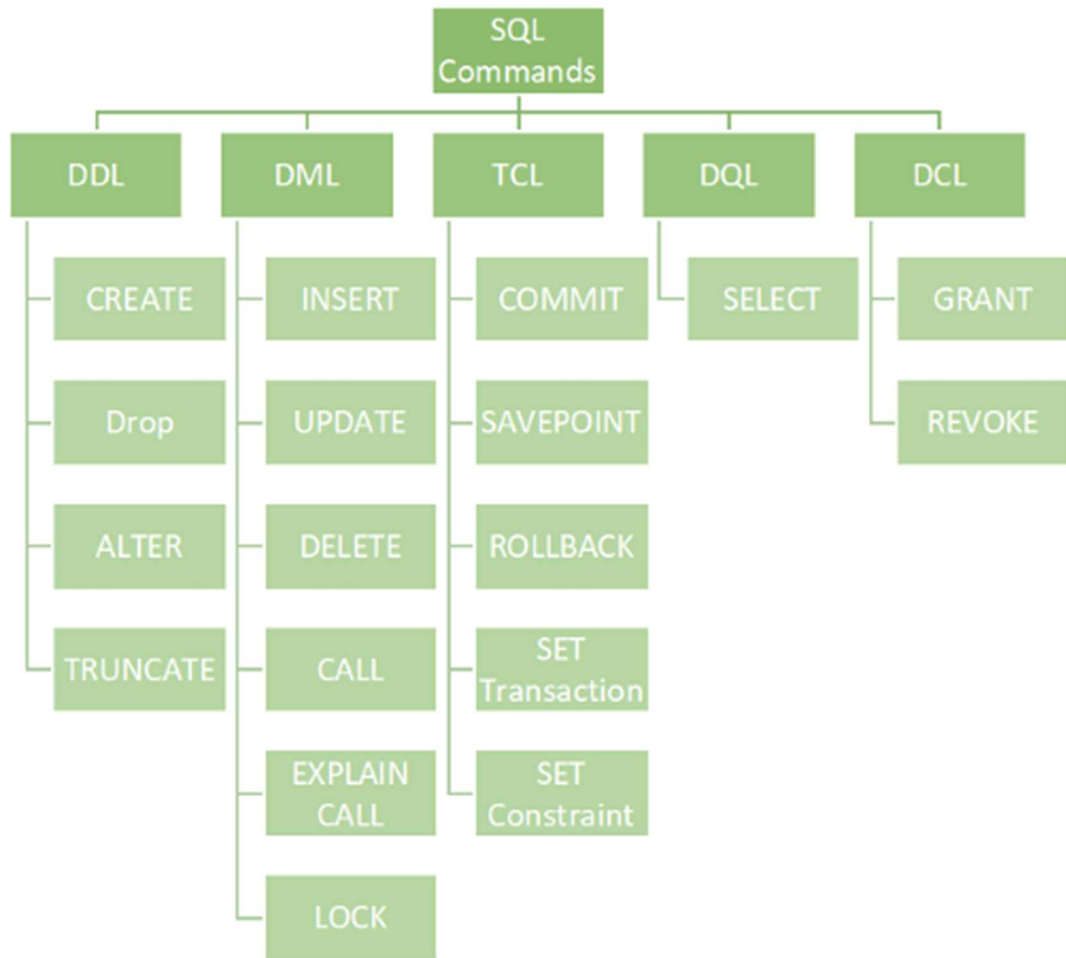 SQL
Commands
DDL
DML
TCL
DQL
DCL
CREATE
INSERT
COMMIT
SELECT
GRANT
Drop
UPDATE
SAVEPOINT
REVOKE
ALTER
DELETE
ROLLBACK
TRUNCATE
CALL
SET
Transaction
EXPLAIN
CALL
SET
Constraint
LOCK